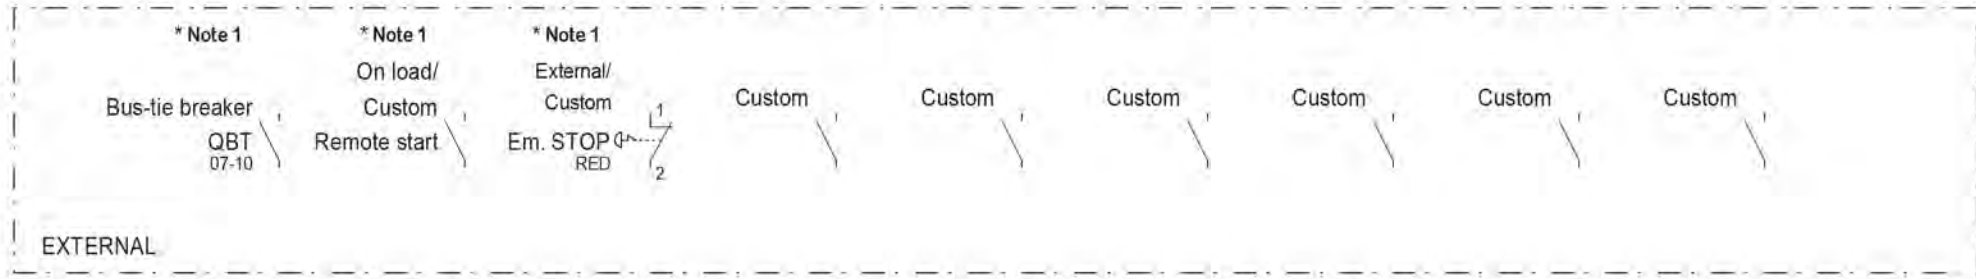 * Note 1
* Note 1
* Note 1
On load/
External/
Bus-tie breaker
Custom
Custom
1
Custom
Custom
Custom
Custom
Custom
Custom
QBT
Remote start
Em. STOP
07-10
RED
2
EXTERNAL